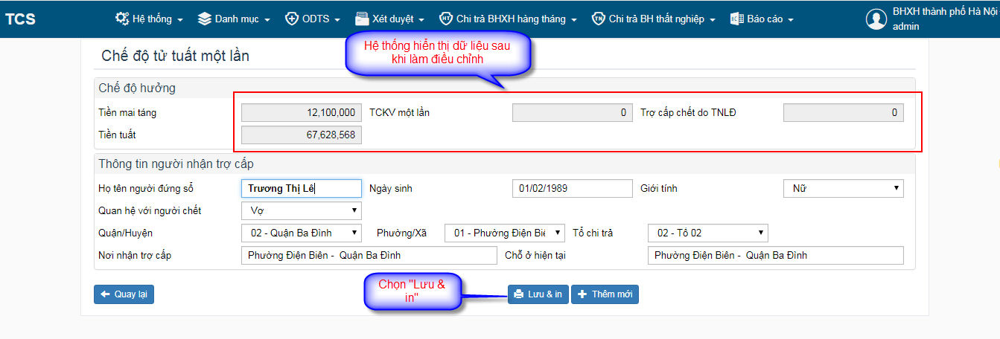 TCS
Hệ thống
Danh mục
ODTS
Xét duyệt
HT Chi trả BHXH hàng tháng
TN Chi trả BH thất nghiệp
Báo cáo
BHXH thành phố Hà Nội
admin
Hệ thống hiển thị dữ liệu sau
khi làm điều chỉnh
Chế độ tử tuất một lần
Chế độ hưởng
Tiền mai táng 12,100,000 TCKV một lần 0 Trợ cấp chết do TNLĐ 0
Tiền tuất 67,628,568
Thông tin người nhận trợ cấp
Họ tên người đứng sổ Trương Thị Lê Ngày sinh 01/02/1989 Giới tính Nữ
Quan hệ với người chết Vợ
Quận/Huyện 02 - Quận Ba Đình Phường/Xã 01 - Phường Điện Biê Tổ chi trả 02 - Tổ 02
Nơi nhận trợ cấp Phường Điện Biên - Quận Ba Đình Chỗ ở hiện tại Phường Điện Biên - Quận Ba Đình
Chọn "Lưu &
in"
Quay lại Lưu & in Thêm mới